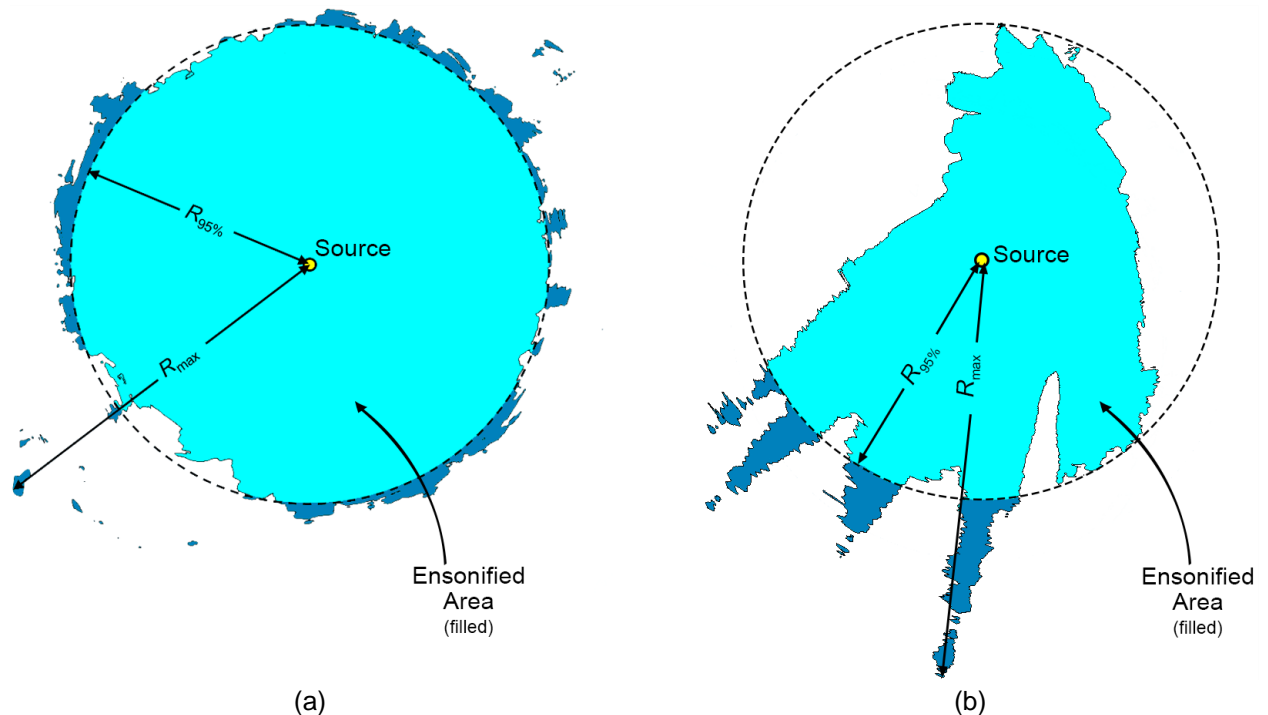 R95%
Source
Rmax
Ensonified
Area
(filled)
(a)
Source
R95%
Rmax
Ensonified
Area
(filled)
(b)